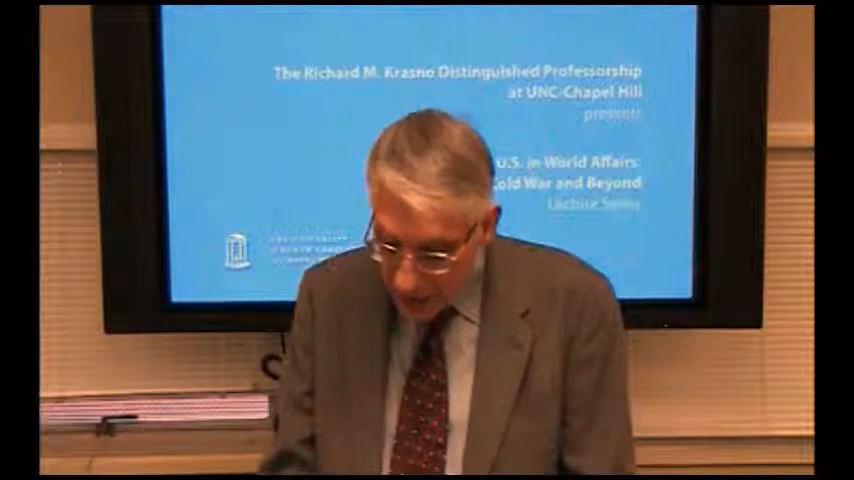 The Richard M. Krasno Distinguished Professorship
at UNC-Chapel Hill
presents
U.S. in World Affairs:
Cold War and Beyond
Lecture Series